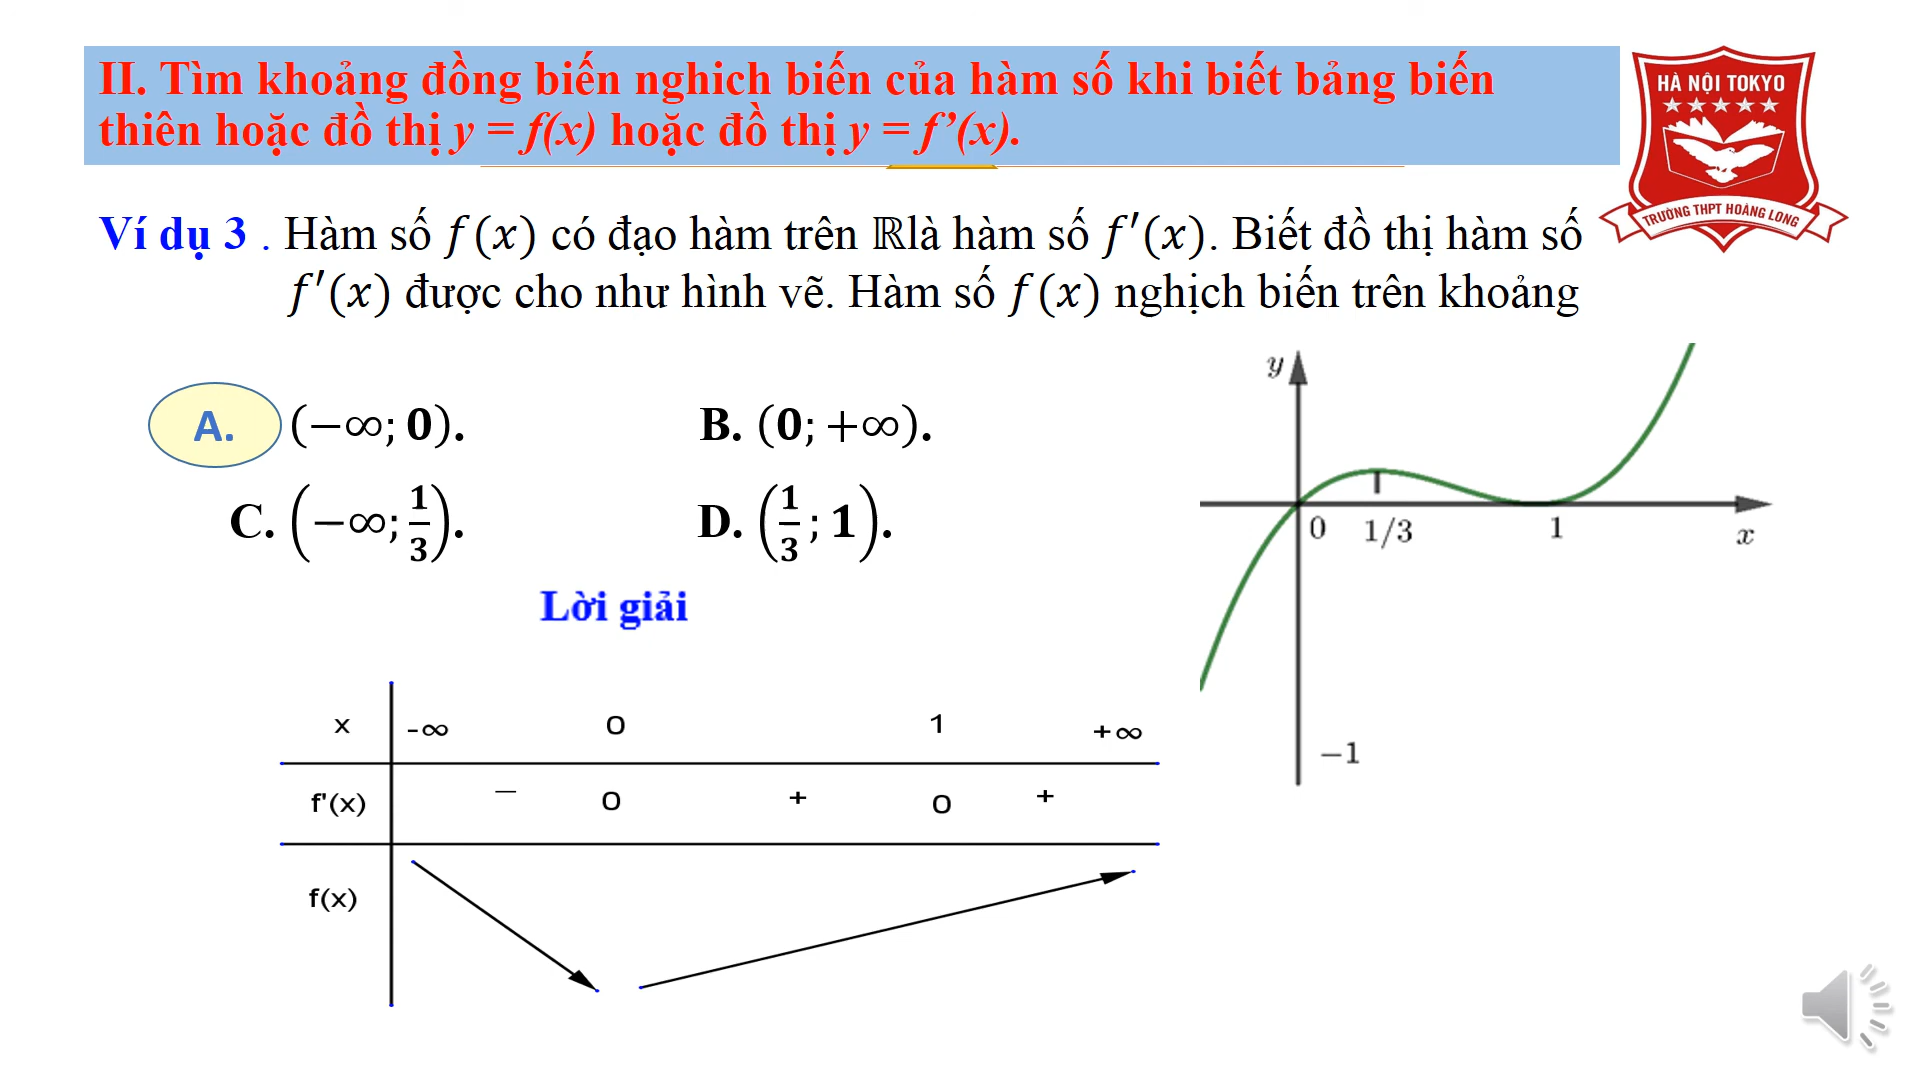 II. Tìm khoảng đồng biến nghich biến của hàm số khi biết bảng biến
thiên hoặc đồ thị y = f(x) hoặc đồ thị y = f’(x).
HÀ NỘI TOKYO
TRƯỜNG THPT HOÀNG LONG
Ví dụ 3 . Hàm số f(x) có đạo hàm trên ℝlà hàm số f′(x). Biết đồ thị hàm số
f′(x) được cho như hình vẽ. Hàm số f(x) nghịch biến trên khoảng
A. (−∞; 0). B. (0; +∞).
C. (−∞; 1/3). D. (1/3; 1).
y
0 1/3 1 x
−1
Lời giải
x -∞ 0 1 +∞
f'(x) − 0 + 0 +
f(x)